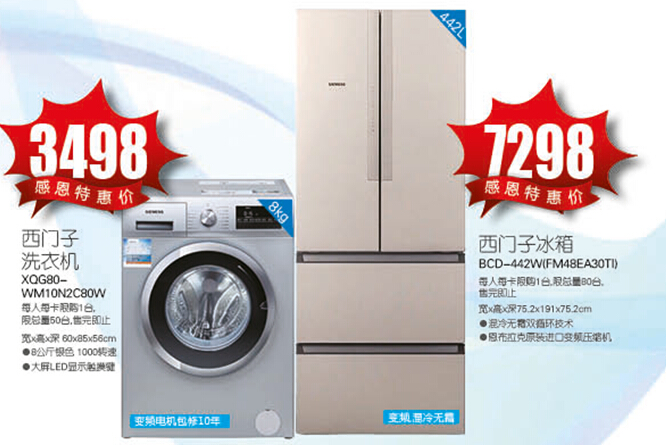 3498
感恩特惠价
西门子
洗衣机
XQG80-
WM10N2C80W
每人每卡限购1台,
限总量50台,售完即止
宽x高x深 60x85x56cm
●8公斤银色 1000转速
●大屏LED显示触摸键
SIEMENS
8kg
变频电机包修10年
442L
SIEMENS
变频,混冷无霜
7298
感恩特惠价
西门子冰箱
BCD-442W(FM48EA30TI)
每人每卡限购1台,限总量80台,
售完即止
宽x高x深75.2x191x75.2cm
●混冷无霜双循环技术
●恩布拉克原装进口变频压缩机